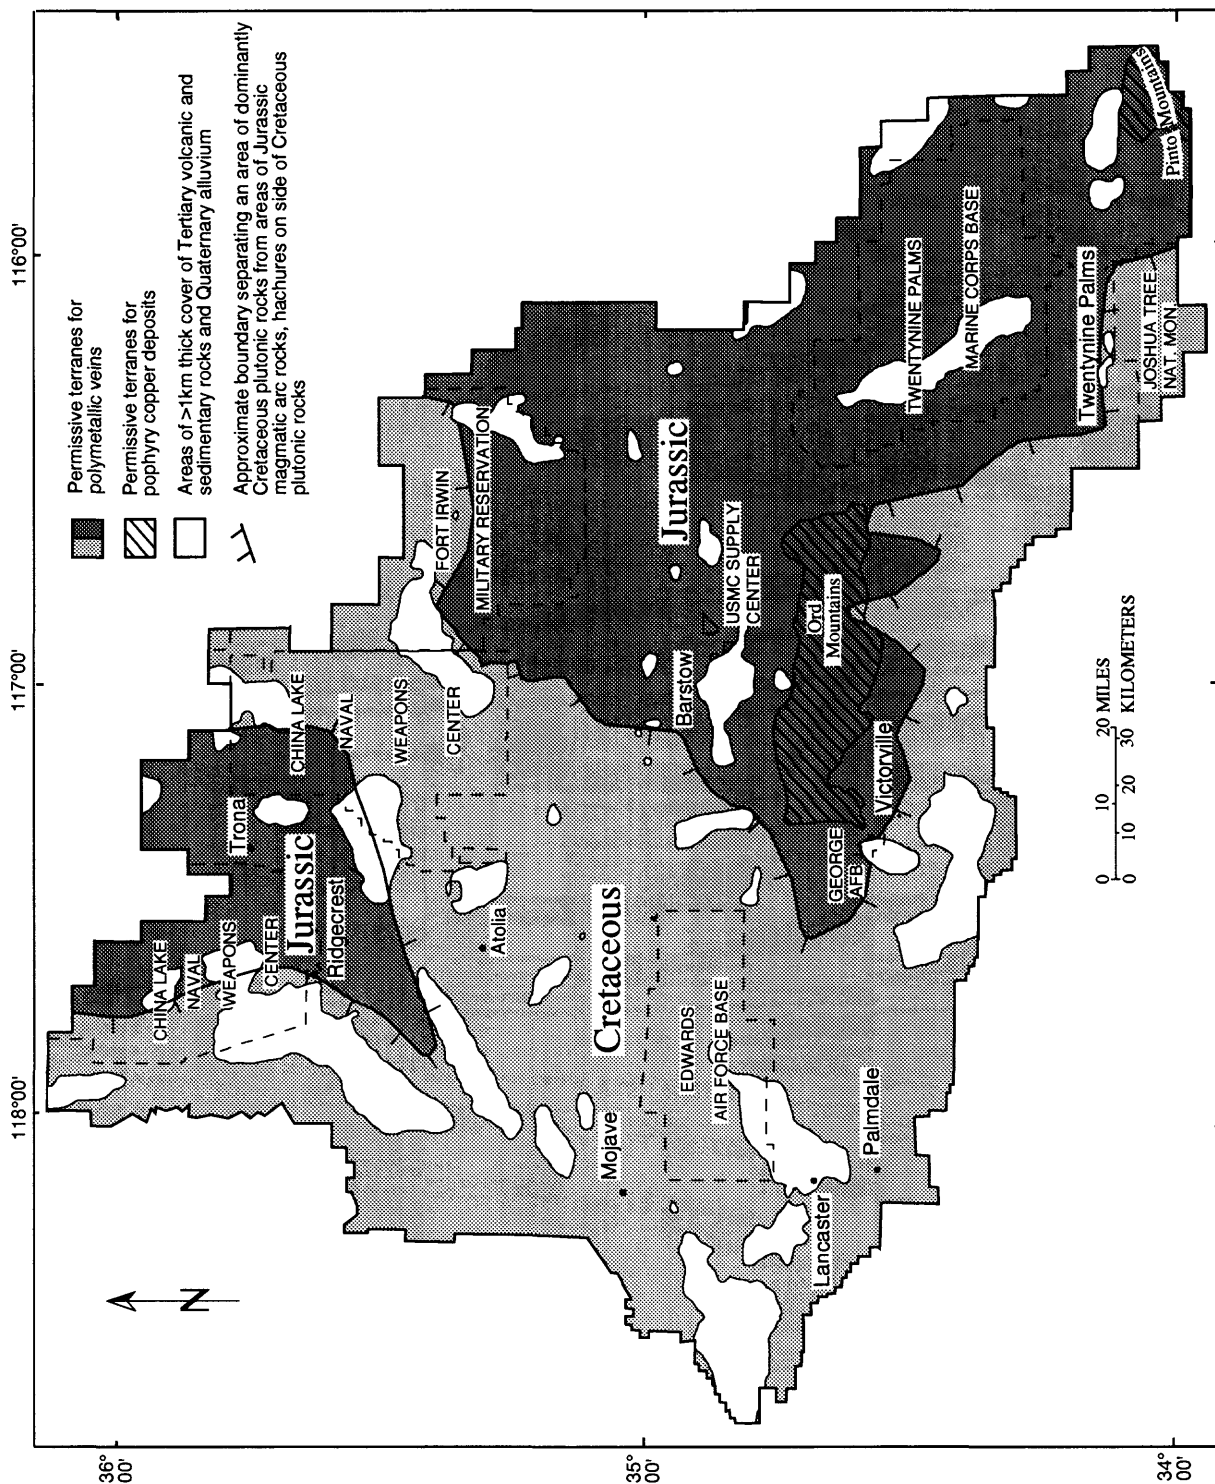 118°00'
117°00'
116°00'
36°
00'
35°
00'
34°
00'
Permissive terranes for
polymetallic veins
Permissive terranes for
pophyry copper deposits
Areas of >1km thick cover of Tertiary volcanic and
sedimentary rocks and Quaternary alluvium
Approximate boundary separating an area of dominantly
Cretaceous plutonic rocks from areas of Jurassic
magmatic arc rocks, hachures on side of Cretaceous
plutonic rocks
N
CHINA LAKE
NAVAL
WEAPONS
CENTER
Jurassic
Ridgecrest
Trona
CHINA LAKE
NAVAL
WEAPONS
CENTER
FORT IRWIN
MILITARY RESERVATION
Atolia
Mojave
Cretaceous
Jurassic
EDWARDS
AIR FORCE BASE
Barstow
USMC SUPPLY
CENTER
Lancaster
Palmdale
GEORGE
AFB
Victorville
Ord
Mountains
TWENTYNINE PALMS
MARINE CORPS BASE
Twentynine Palms
JOSHUA TREE
NAT. MON.
Pinto Mountains
0 10 20 MILES
0 10 20 30 KILOMETERS